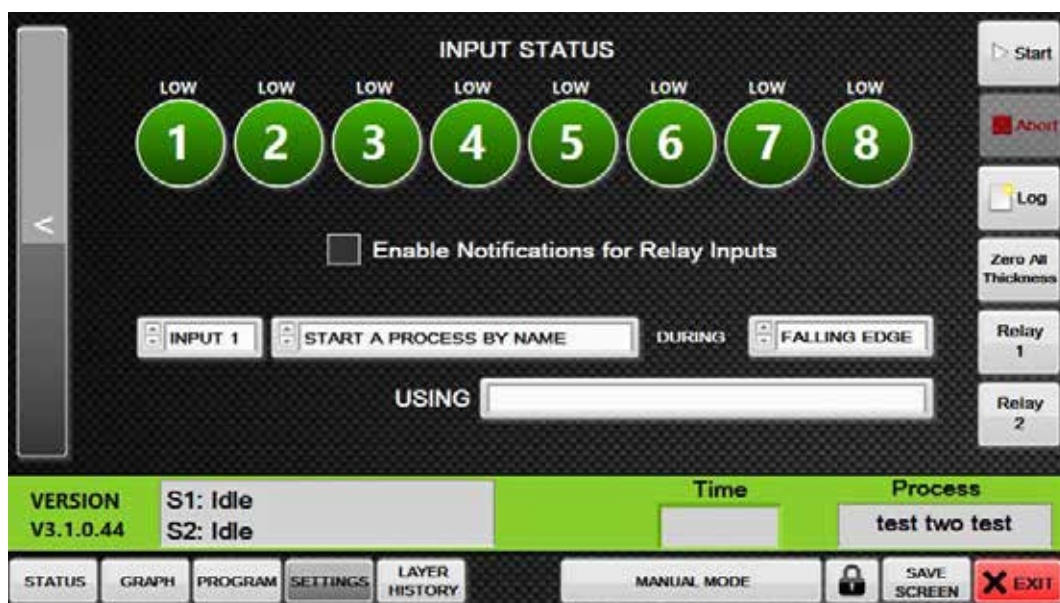 INPUT STATUS
LOW LOW LOW LOW LOW LOW LOW LOW
1 2 3 4 5 6 7 8
Enable Notifications for Relay Inputs
INPUT 1 START A PROCESS BY NAME DURING FALLING EDGE
USING
<
Start
Abort
Log
Zero All
Thickness
Relay
1
Relay
2
VERSION
V3.1.0.44
S1: Idle
S2: Idle
Time
Process
test two test
STATUS GRAPH PROGRAM SETTINGS LAYER
HISTORY
MANUAL MODE
SAVE
SCREEN
X EXIT